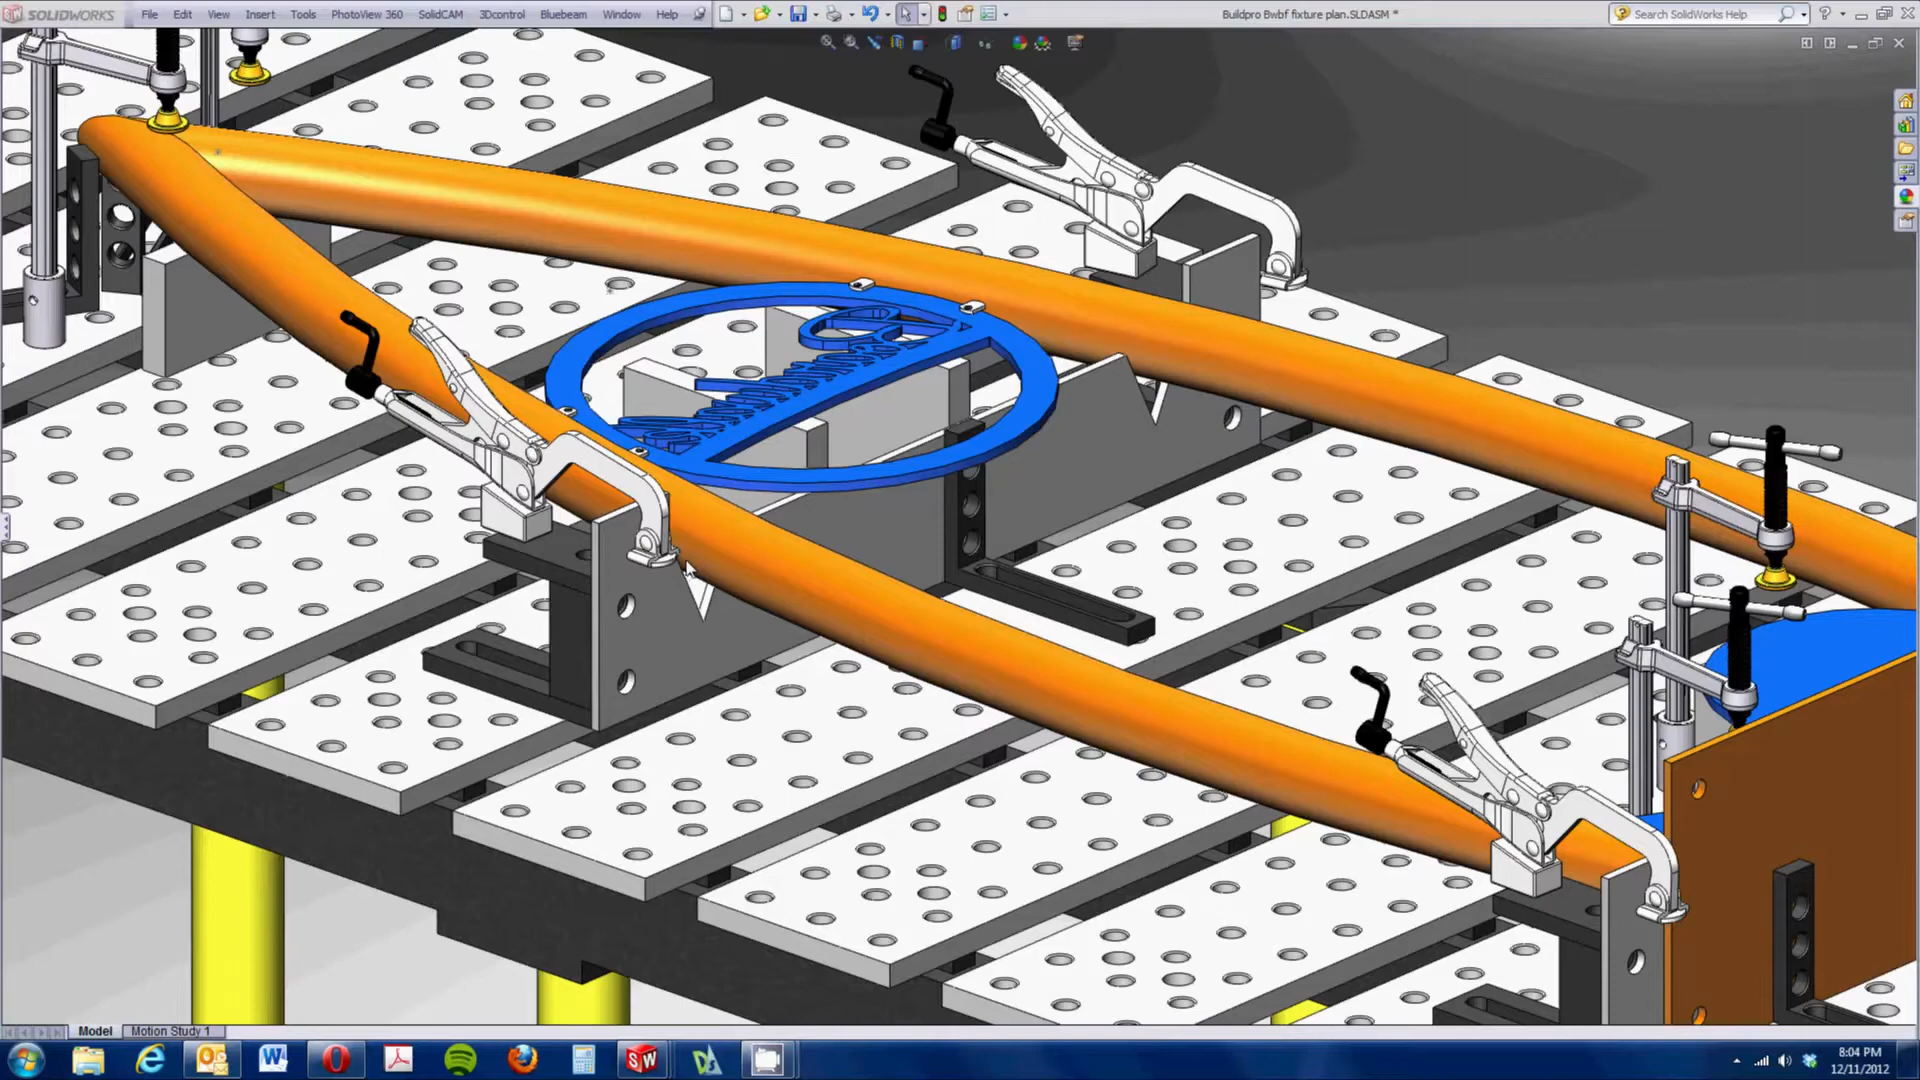 SOLIDWORKS File Edit View Insert Tools PhotoView 360 SolidCAM 3Dcontrol Bluebeam Window Help Buildpro Bwbf fixture plan.SLDASM * Search SolidWorks Help
SOLIDWORKS
Model Motion Study 1
8:04 PM
12/11/2012